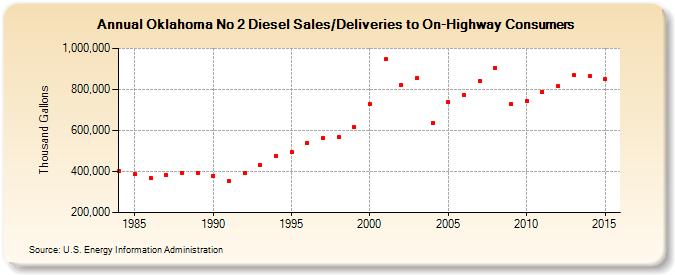 Annual Oklahoma No 2 Diesel Sales/Deliveries to On-Highway Consumers
Thousand Gallons
1,000,000
800,000
600,000
400,000
200,000
1985 1990 1995 2000 2005 2010 2015
Source: U.S. Energy Information Administration